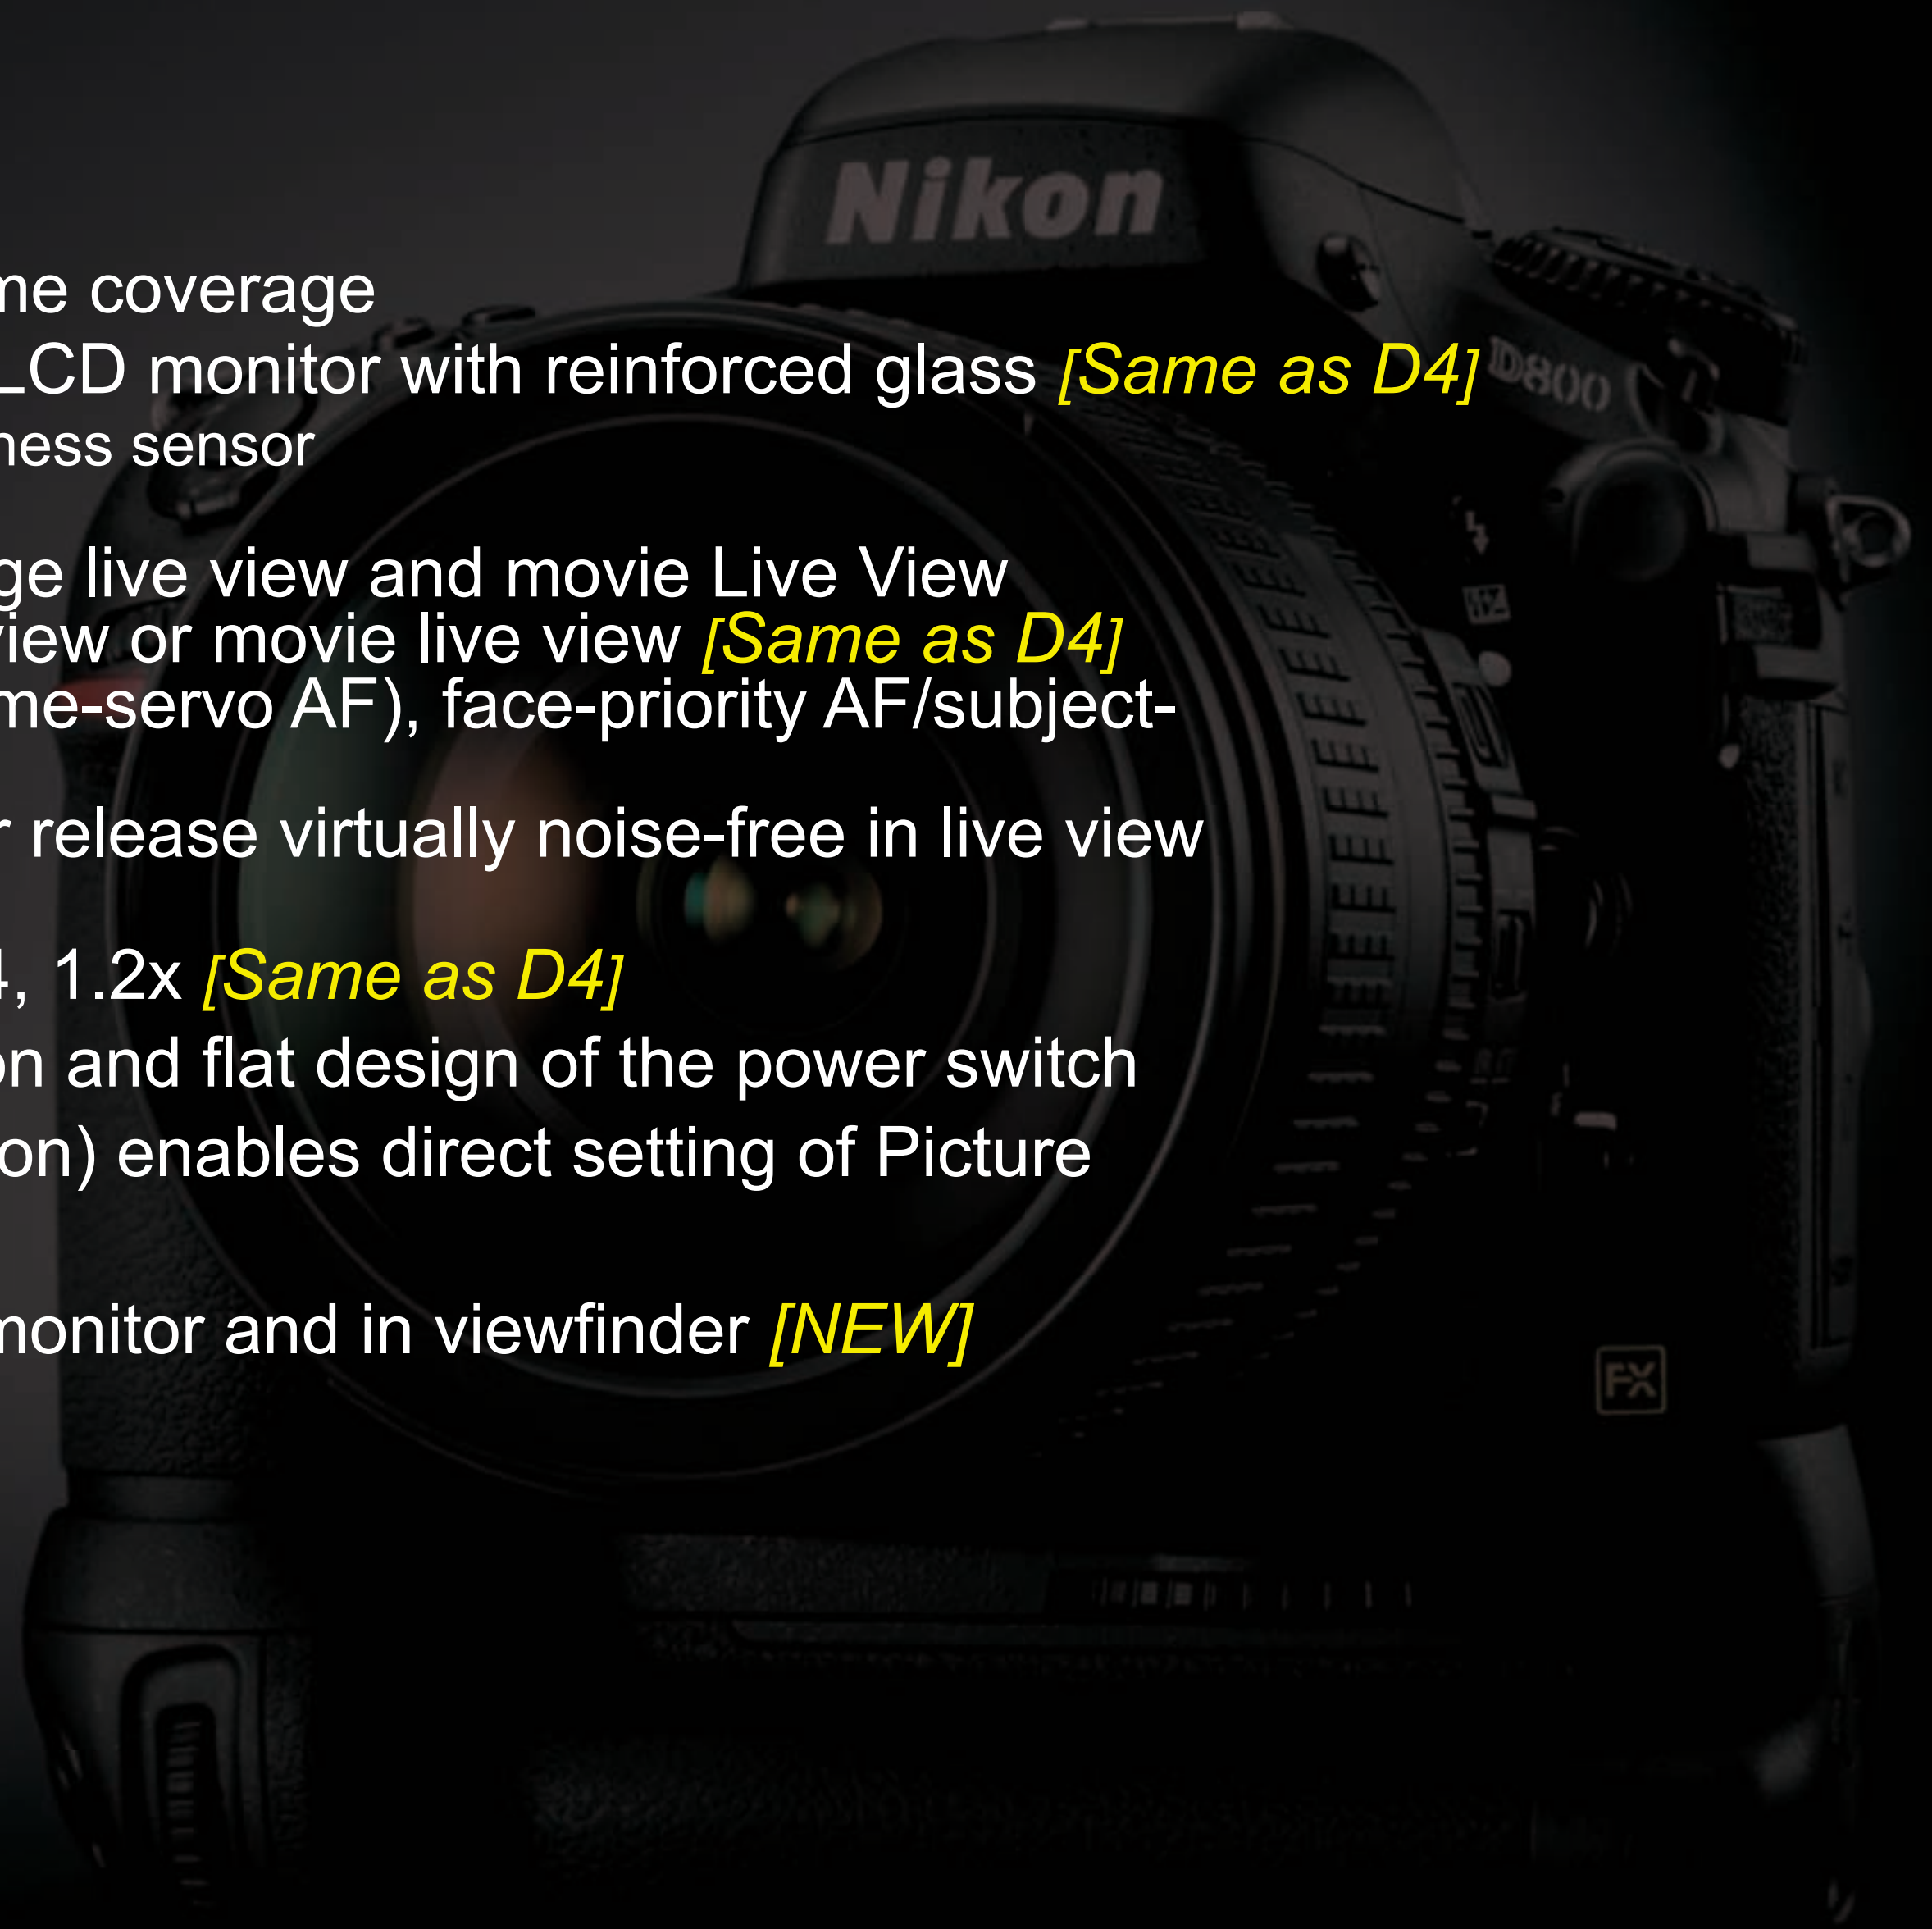 Nikon
me coverage
LCD monitor with reinforced glass [Same as D4]
D800
ness sensor
ge live view and movie Live View
view or movie live view [Same as D4]
me-servo AF), face-priority AF/subject-
r release virtually noise-free in live view
4, 1.2x [Same as D4]
on and flat design of the power switch
on) enables direct setting of Picture
monitor and in viewfinder [NEW]
FX